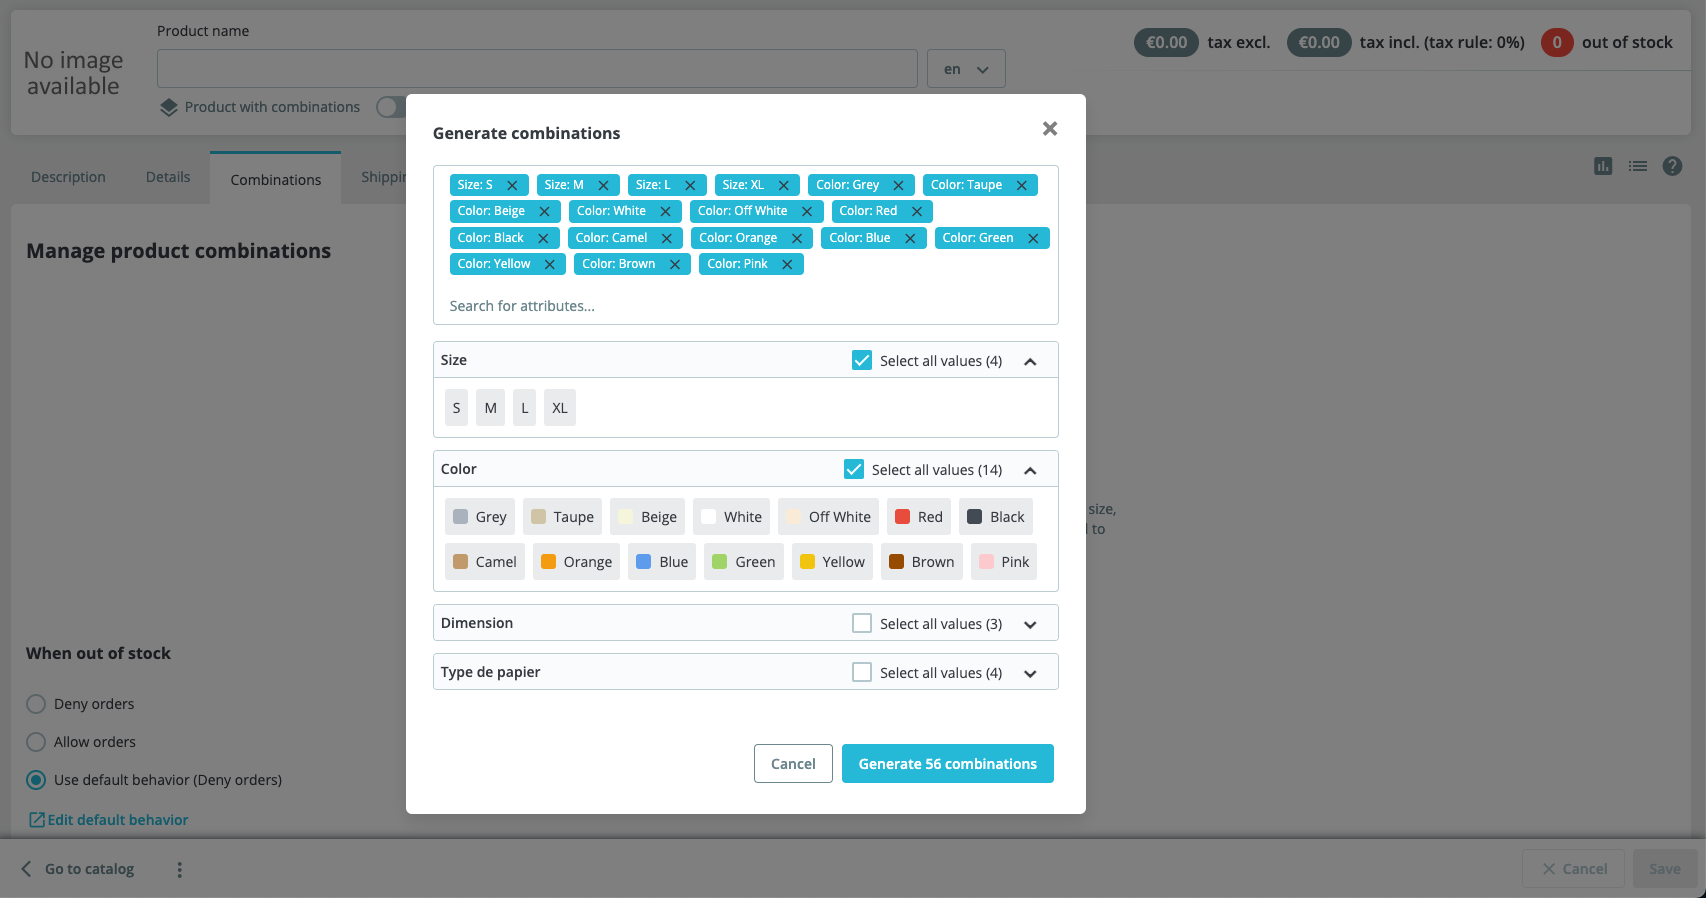 No image
available
Product name
en
Product with combinations
€0.00 tax excl. €0.00 tax incl. (tax rule: 0%) 0 out of stock
Description Details Combinations
Manage product combinations
Generate combinations
Size: S Size: M Size: L Size: XL Color: Grey Color: Taupe
Color: Beige Color: White Color: Off White Color: Red
Color: Black Color: Camel Color: Orange Color: Blue Color: Green
Color: Yellow Color: Brown Color: Pink
Search for attributes...
Size Select all values (4)
S M L XL
Color Select all values (14)
Grey Taupe Beige White Off White Red Black
Camel Orange Blue Green Yellow Brown Pink
Dimension Select all values (3)
Type de papier Select all values (4)
Cancel Generate 56 combinations
size,
to
When out of stock
Deny orders
Allow orders
Use default behavior (Deny orders)
Edit default behavior
Go to catalog
Cancel Save